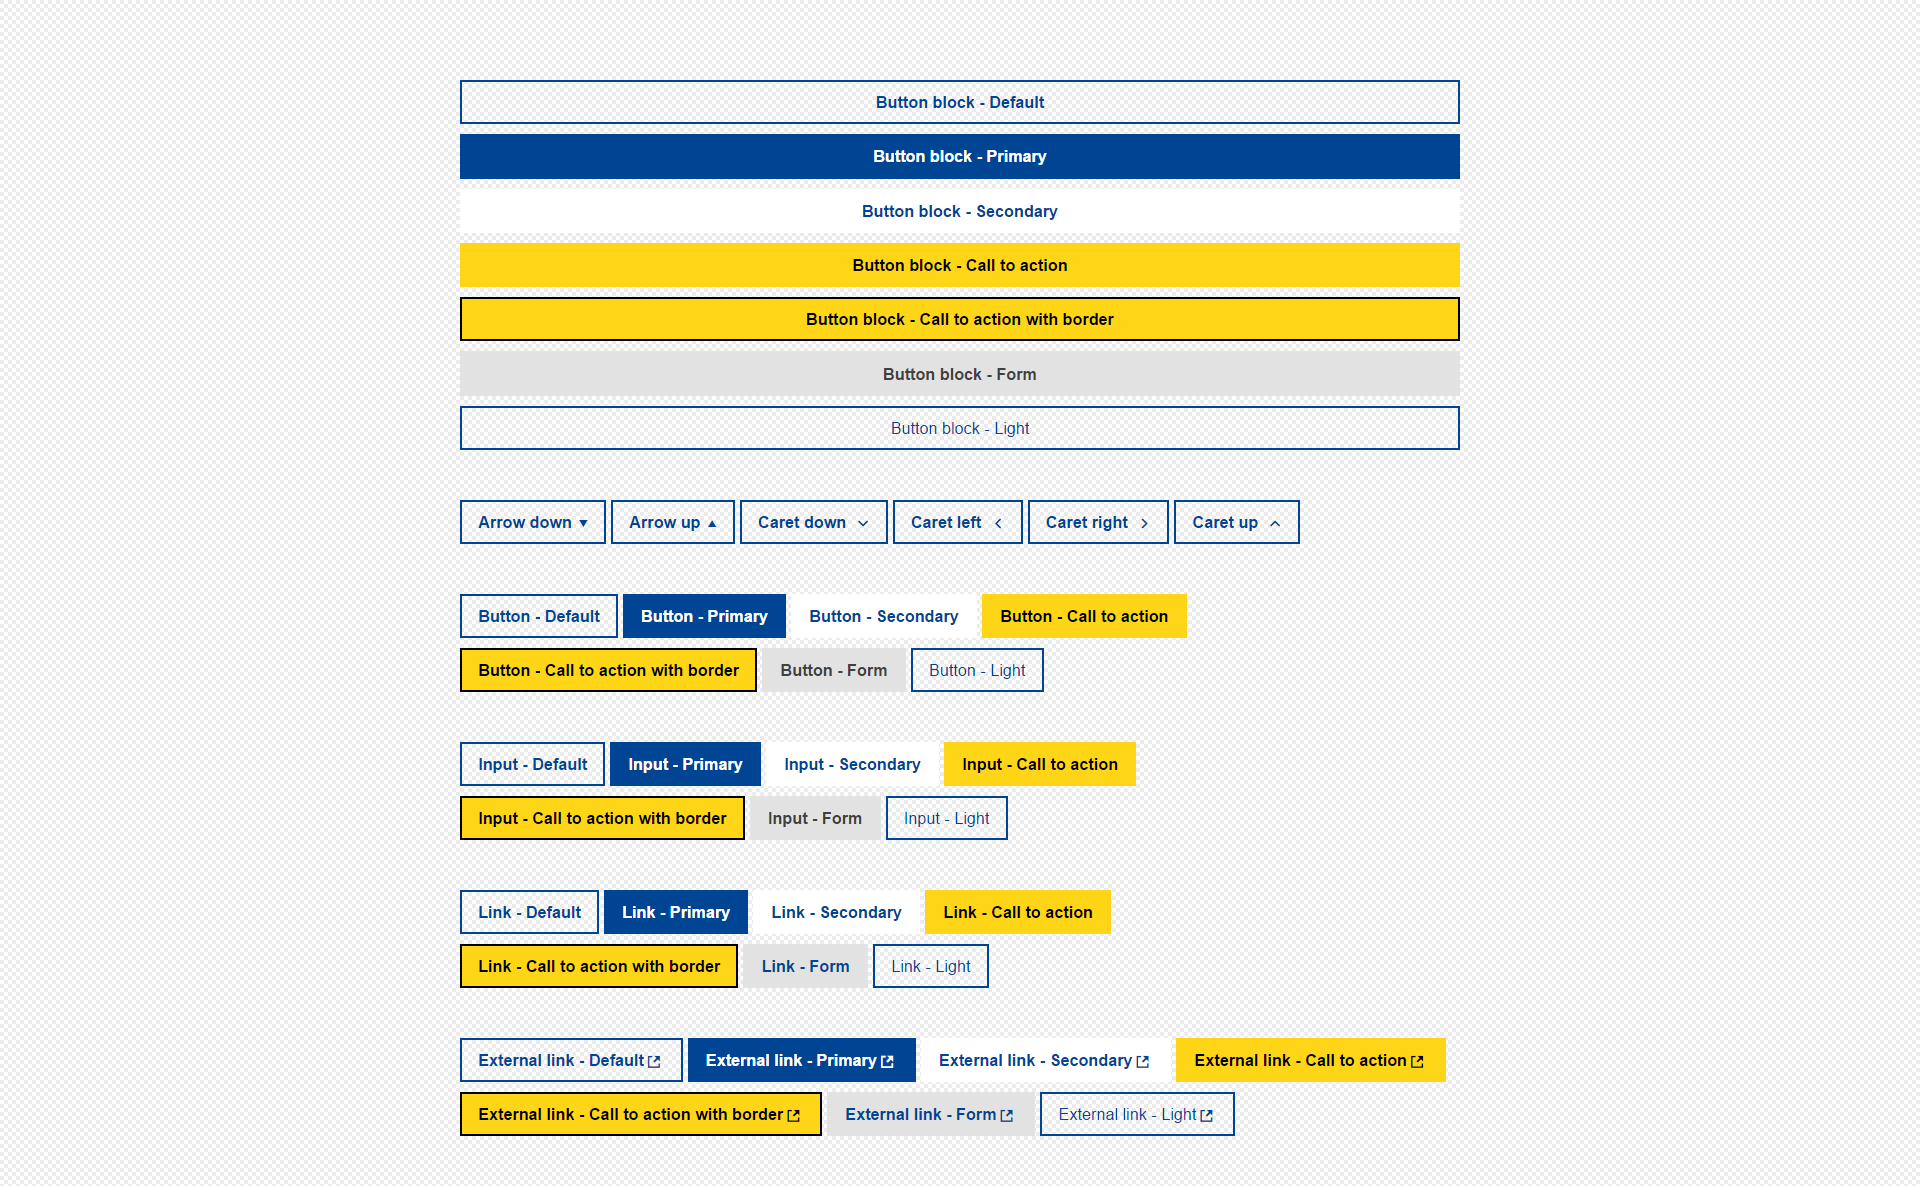 Button block - Default
Button block - Primary
Button block - Secondary
Button block - Call to action
Button block - Call to action with border
Button block - Form
Button block - Light
Arrow down Arrow up Caret down Caret left Caret right Caret up
Button - Default Button - Primary Button - Secondary Button - Call to action
Button - Call to action with border Button - Form Button - Light
Input - Default Input - Primary Input - Secondary Input - Call to action
Input - Call to action with border Input - Form Input - Light
Link - Default Link - Primary Link - Secondary Link - Call to action
Link - Call to action with border Link - Form Link - Light
External link - Default External link - Primary External link - Secondary External link - Call to action
External link - Call to action with border External link - Form External link - Light